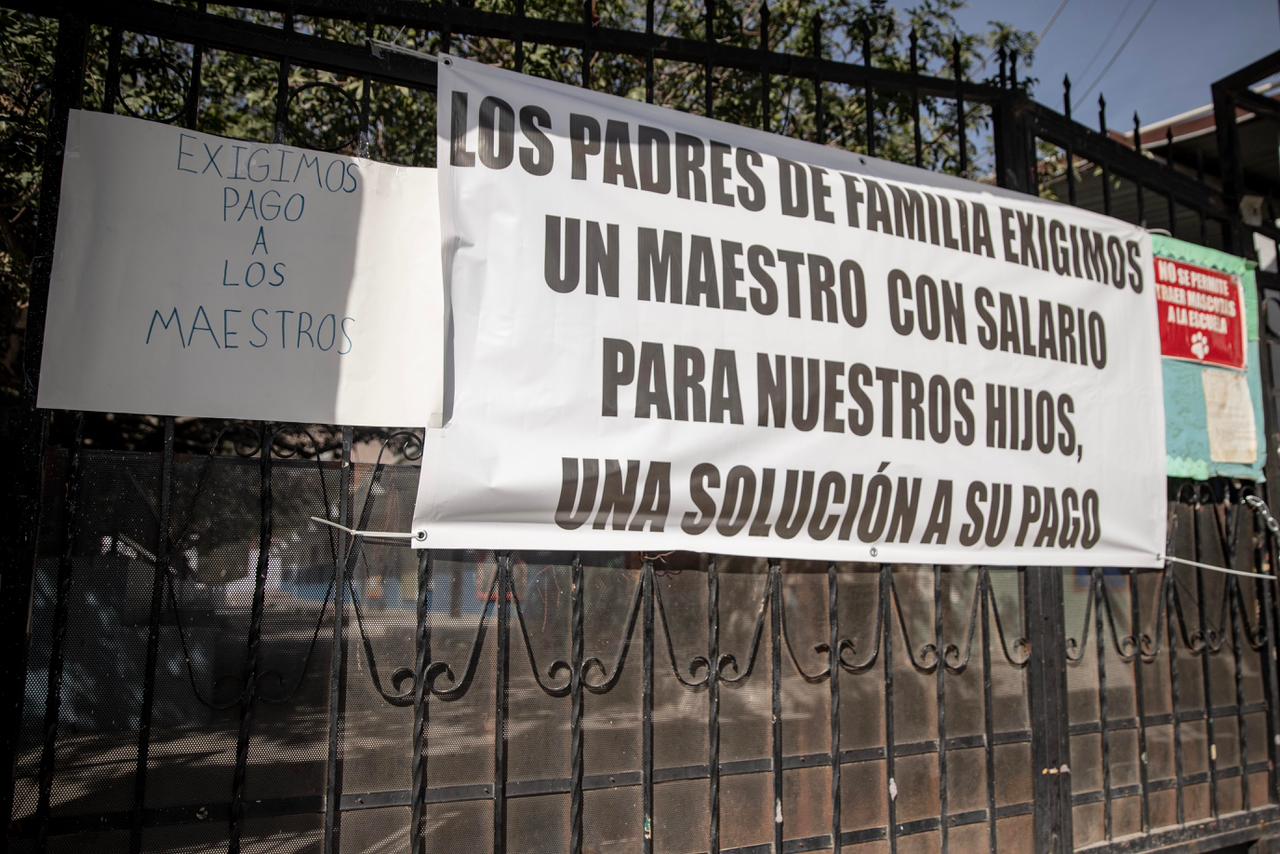 EXIGIMOS
PAGO
A
LOS
MAESTROS
LOS PADRES DE FAMILIA EXIGIMOS
UN MAESTRO CON SALARIO
PARA NUESTROS HIJOS,
UNA SOLUCIÓN A SU PAGO
NO SE PERMITE
TRAER MASCOTAS
A LA ESCUELA